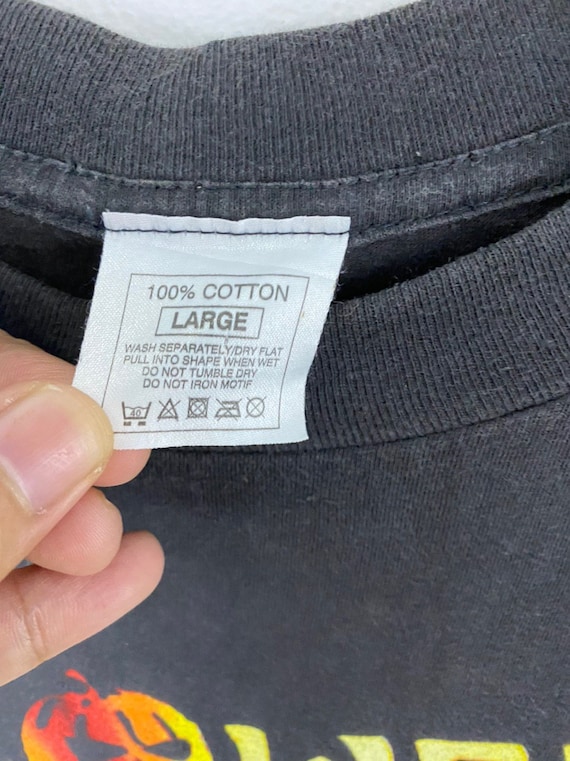 100% COTTON
LARGE
WASH SEPARATELY/DRY FLAT
PULL INTO SHAPE WHEN WET
DO NOT TUMBLE DRY
DO NOT IRON MOTIF
40